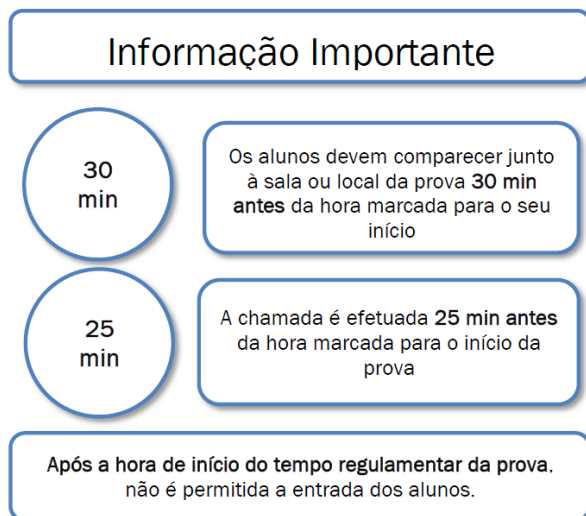 Informação Importante
30
min
Os alunos devem comparecer junto
à sala ou local da prova 30 min
antes da hora marcada para o seu
início
25
min
A chamada é efetuada 25 min antes
da hora marcada para o início da
prova
Após a hora de início do tempo regulamentar da prova,
não é permitida a entrada dos alunos.